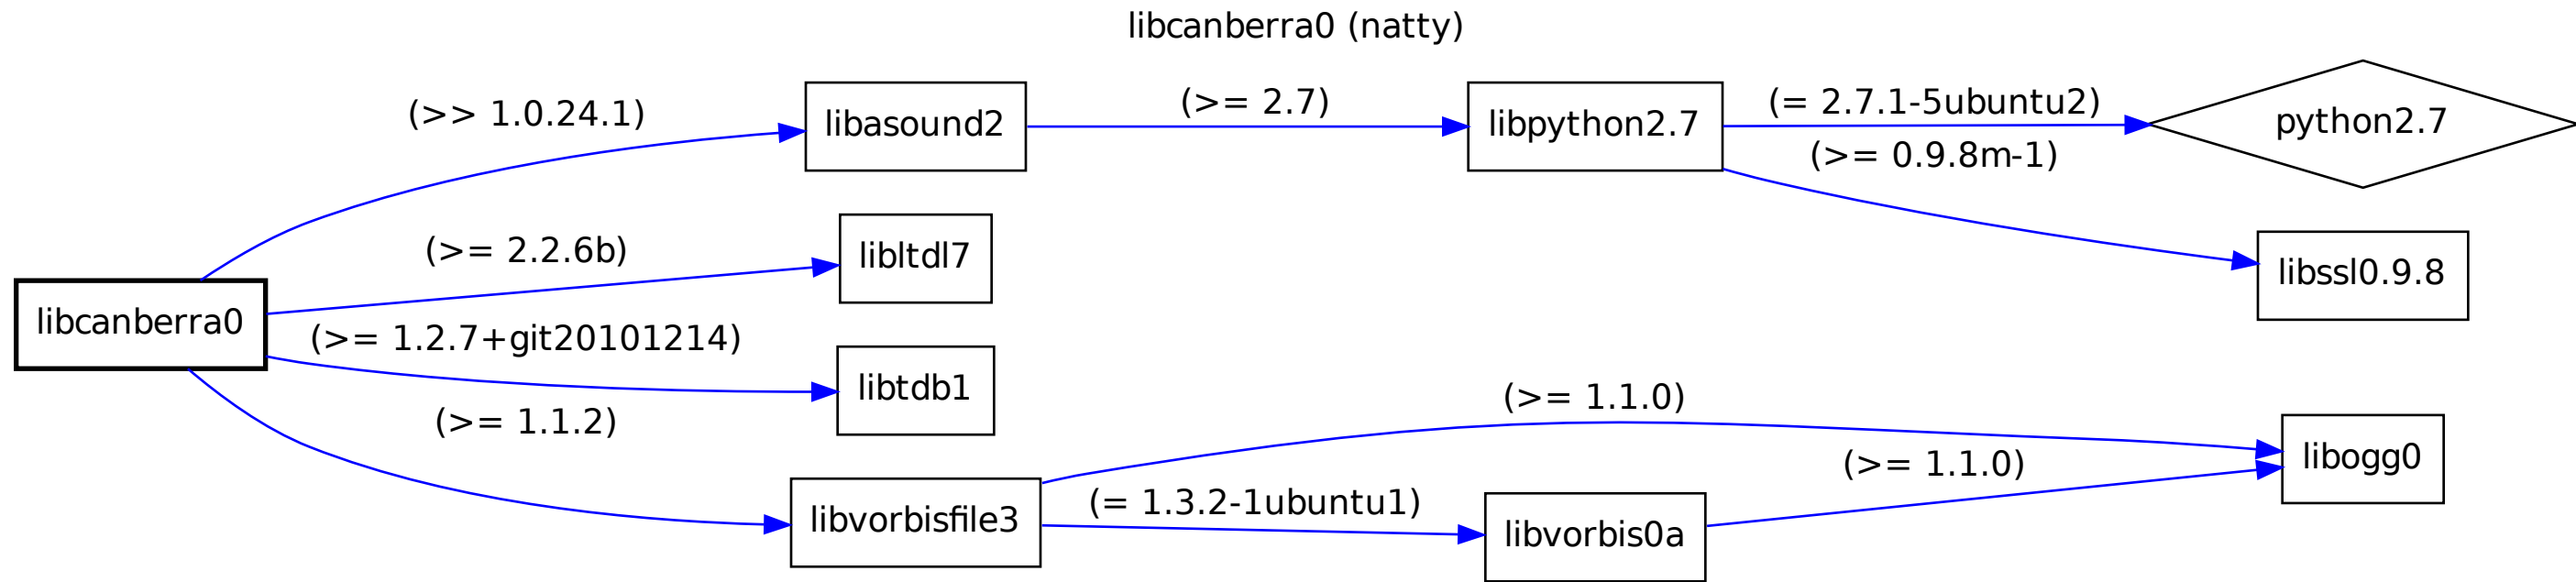 libcanberra0 (natty)
(>> 1.0.24.1)
libasound2
(>= 2.7)
libpython2.7
(= 2.7.1-5ubuntu2)
python2.7
(>= 0.9.8m-1)
libssl0.9.8
(>= 2.2.6b)
libltdl7
libcanberra0
(>= 1.2.7+git20101214)
libtdb1
(>= 1.1.2)
libvorbisfile3
(>= 1.1.0)
libogg0
(= 1.3.2-1ubuntu1)
libvorbis0a
(>= 1.1.0)